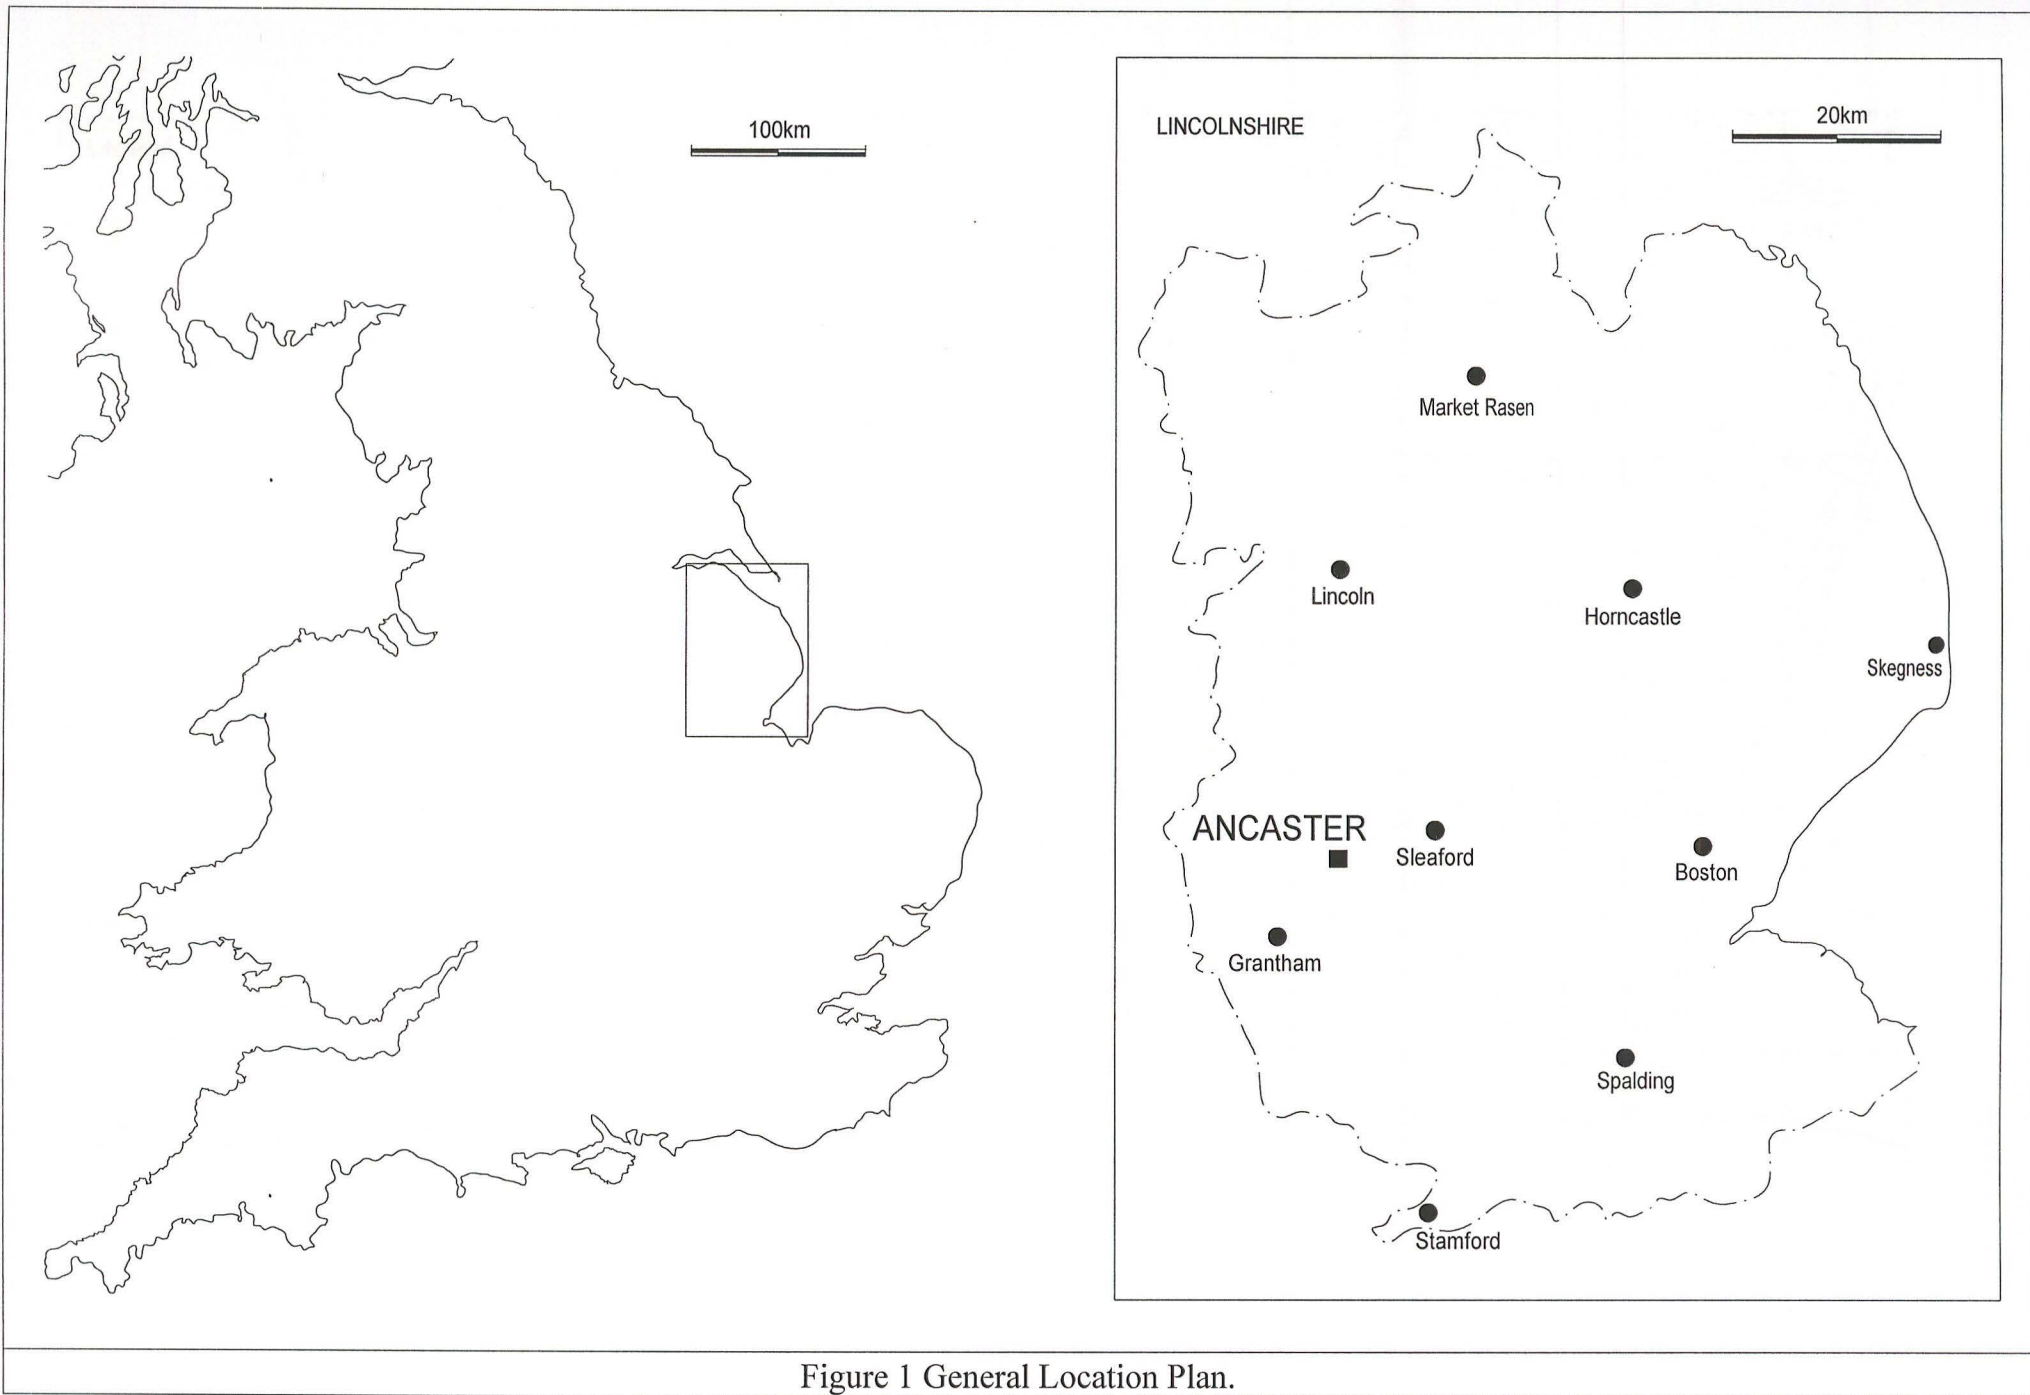 100km
LINCOLNSHIRE
20km
Market Rasen
Lincoln
Horncastle
Skegness
ANCASTER
Sleaford
Boston
Grantham
Spalding
Stamford
Figure 1 General Location Plan.